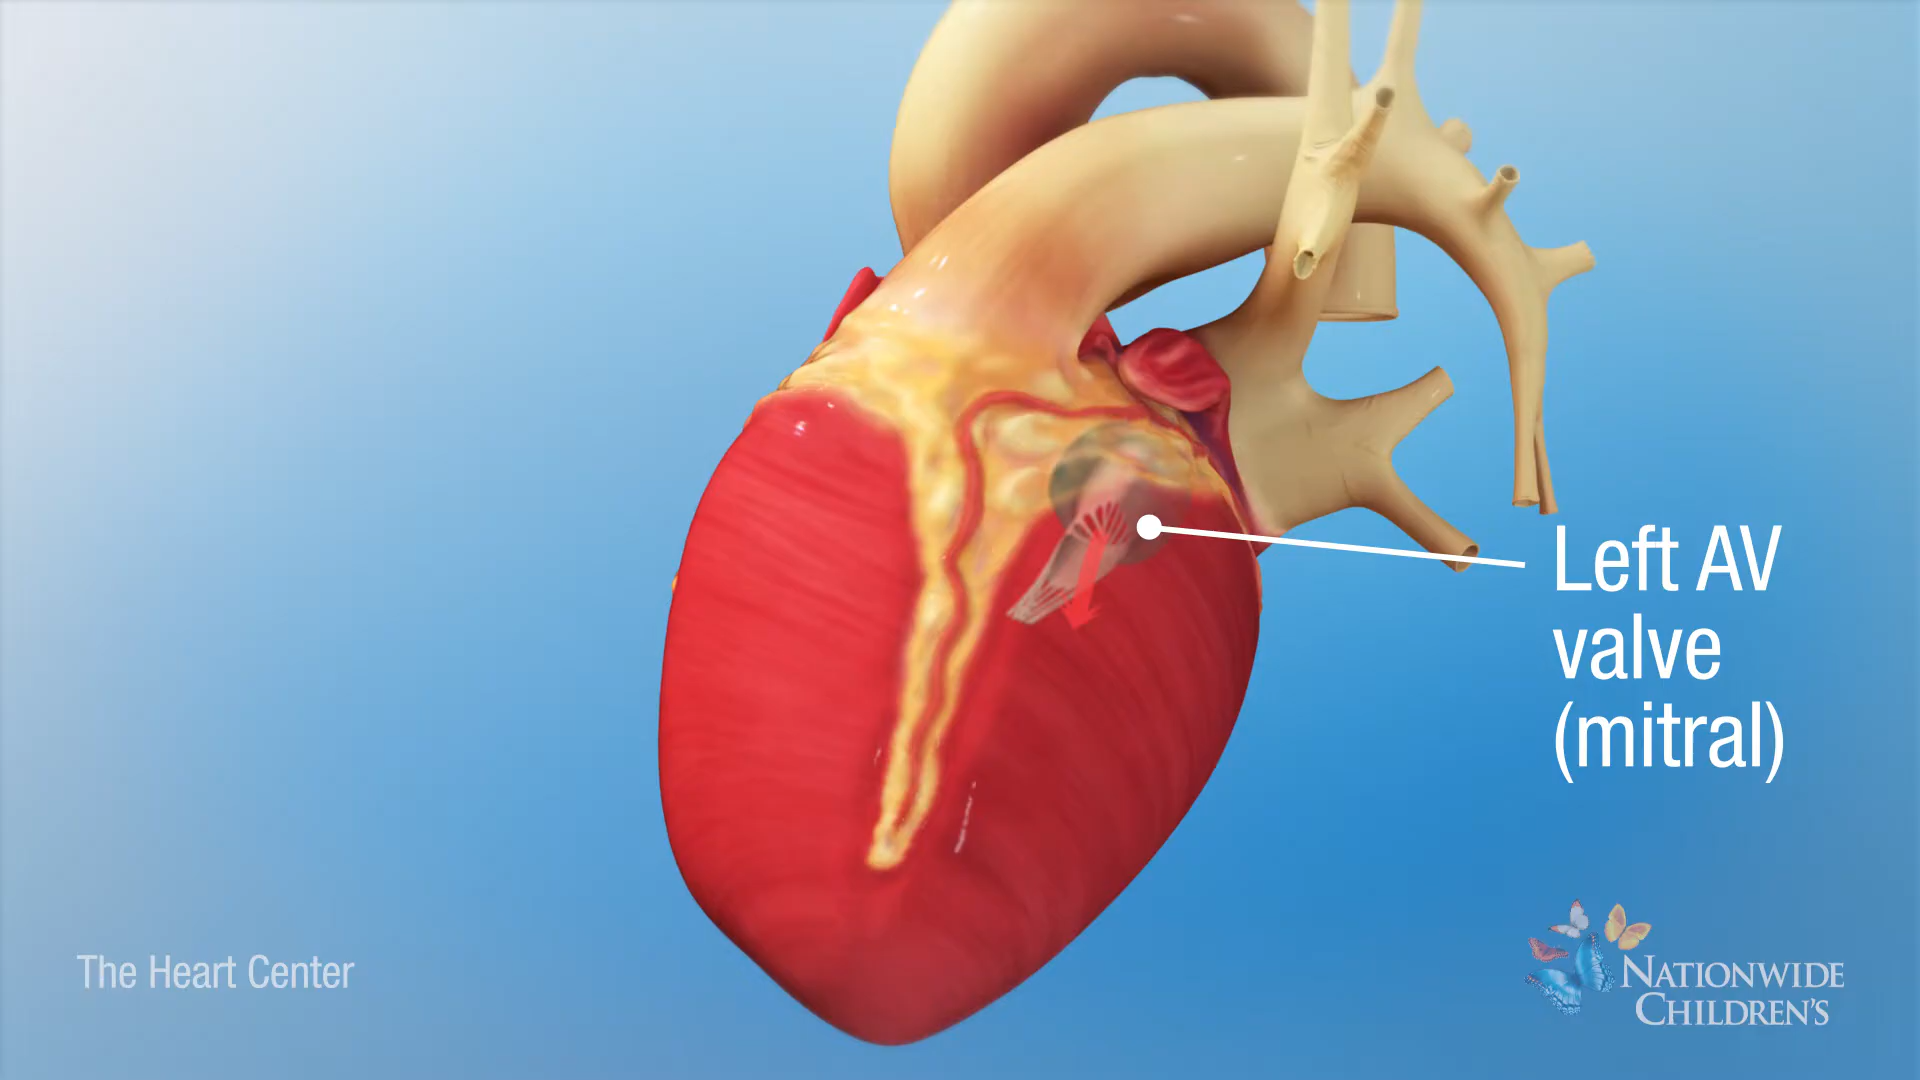 Left AV
valve
(mitral)
The Heart Center
NATIONWIDE
CHILDREN'S